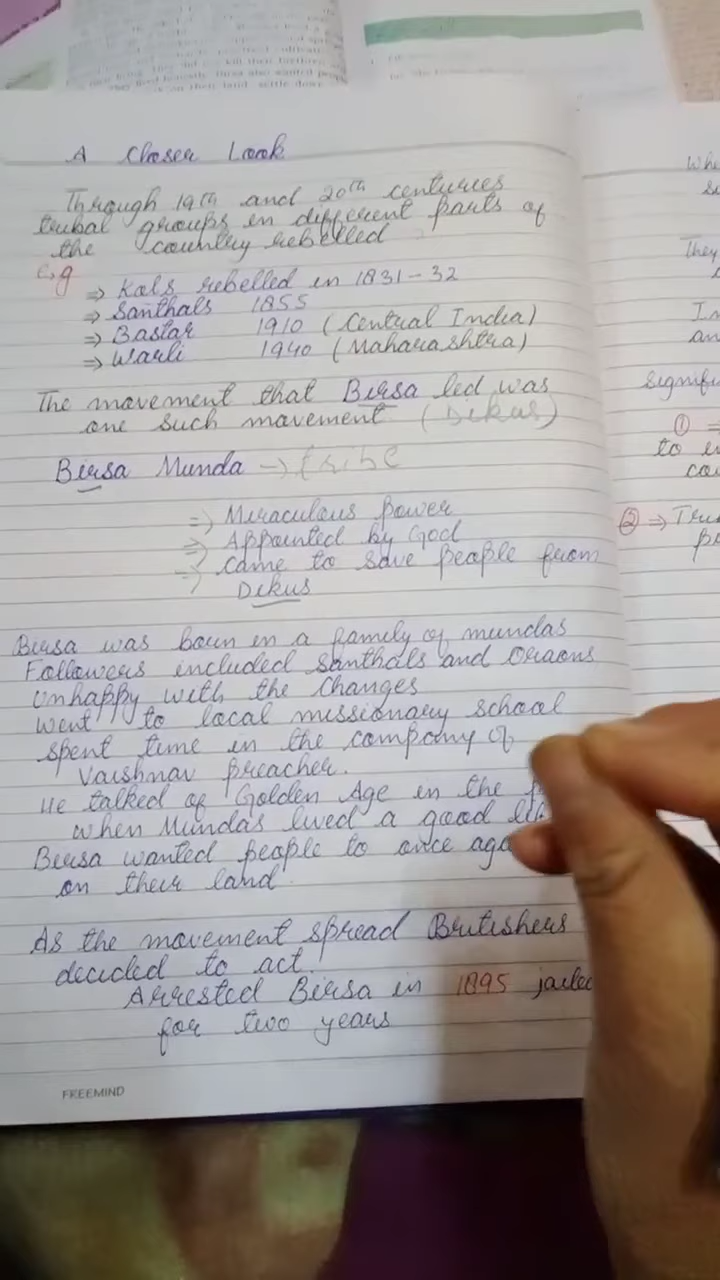 A Closer Look
Through 19th and 20th centuries
tribal groups in different parts of
the country rebelled
e.g
⇒ Kols rebelled in 1831-32
⇒ Santhals 1855
⇒ Bastar 1910 (Central India)
⇒ Warli 1940 (Maharashtra)
The movement that Birsa led was
one such movement (Dikus)
Birsa Munda → tribe
⇒ Miraculous power
⇒ Appointed by God
⇒ came to save people from
Dikus
Birsa was born in a family of mundas
Followers included Santhals and Oraons
Unhappy with the Changes
Went to local missionary school
spent time in the company of
Vaishnav preacher.
He talked of Golden Age in the
when Mundas lived a good
Birsa wanted people to once
on their land.
As the movement spread Britishers
decided to act.
Arrested Birsa in 1895
for two years
FREEMIND
They
①
to
② ⇒